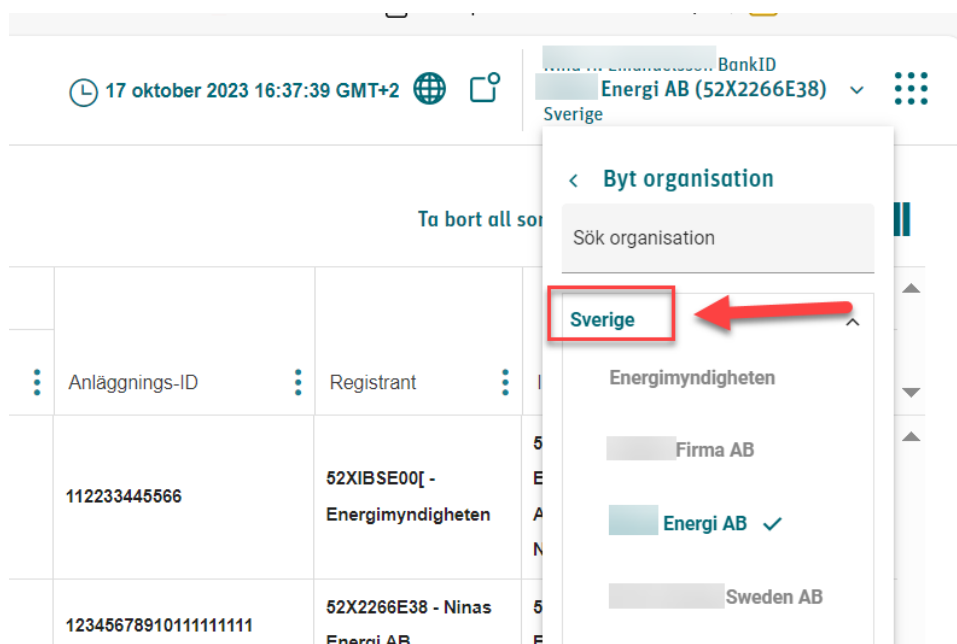 17 oktober 2023 16:37:39 GMT+2
BankID
Energi AB (52X2266E38)
Sverige
Byt organisation
Ta bort all
Sök organisation
Sverige
Anläggnings-ID
Registrant
Energimyndigheten
Firma AB
112233445566
52XIBSE00[ -
Energimyndigheten
Energi AB
Sweden AB
12345678910111111111
52X2266E38 - Ninas
Energi AB